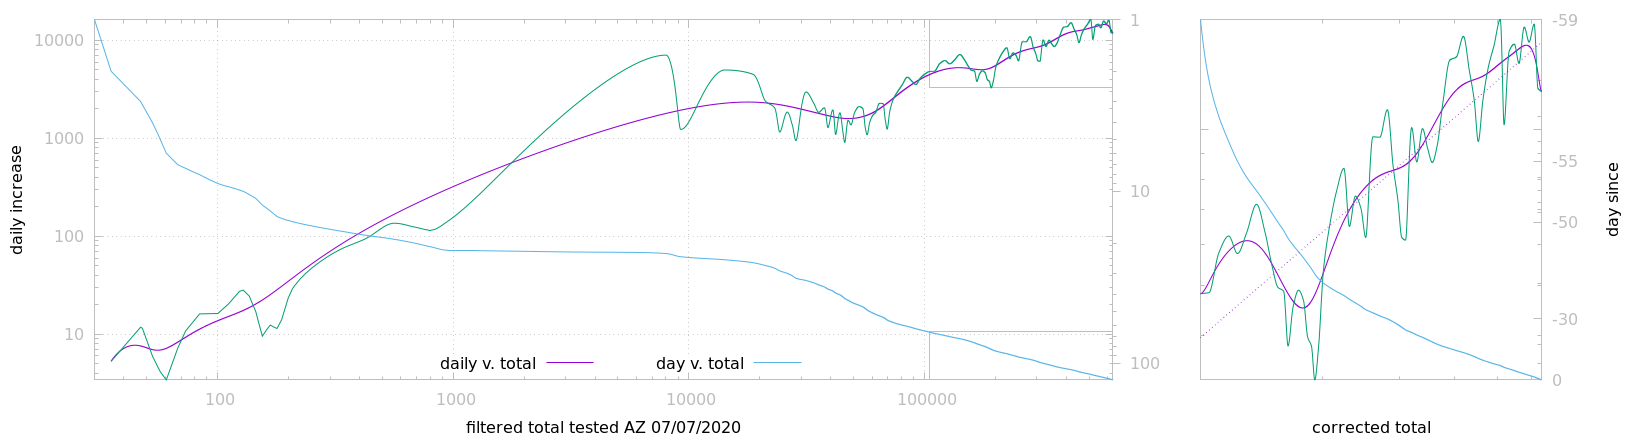 10000
1000
100
10
daily increase
100
1000
10000
100000
filtered total tested AZ 07/07/2020
daily v. total
day v. total
1
10
100
-59
-55
-50
-30
0
day since
corrected total